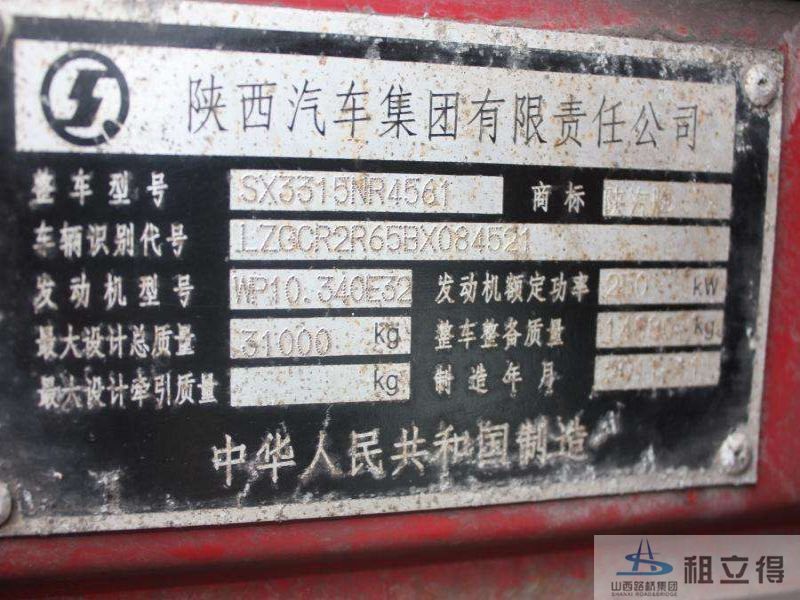 陕西汽车集团有限责任公司
整车型号 SX3315NR4561 商标
车辆识别代号 LZGCR2R65BX084521
发动机型号 WP10.340E32 发动机额定功率 250 kW
最大设计总质量 31000 kg 整车整备质量 kg
最大设计牵引质量 kg 制造年月
中华人民共和国制造
山西路桥集团 租立得
SHANXI ROAD&BRIDGE